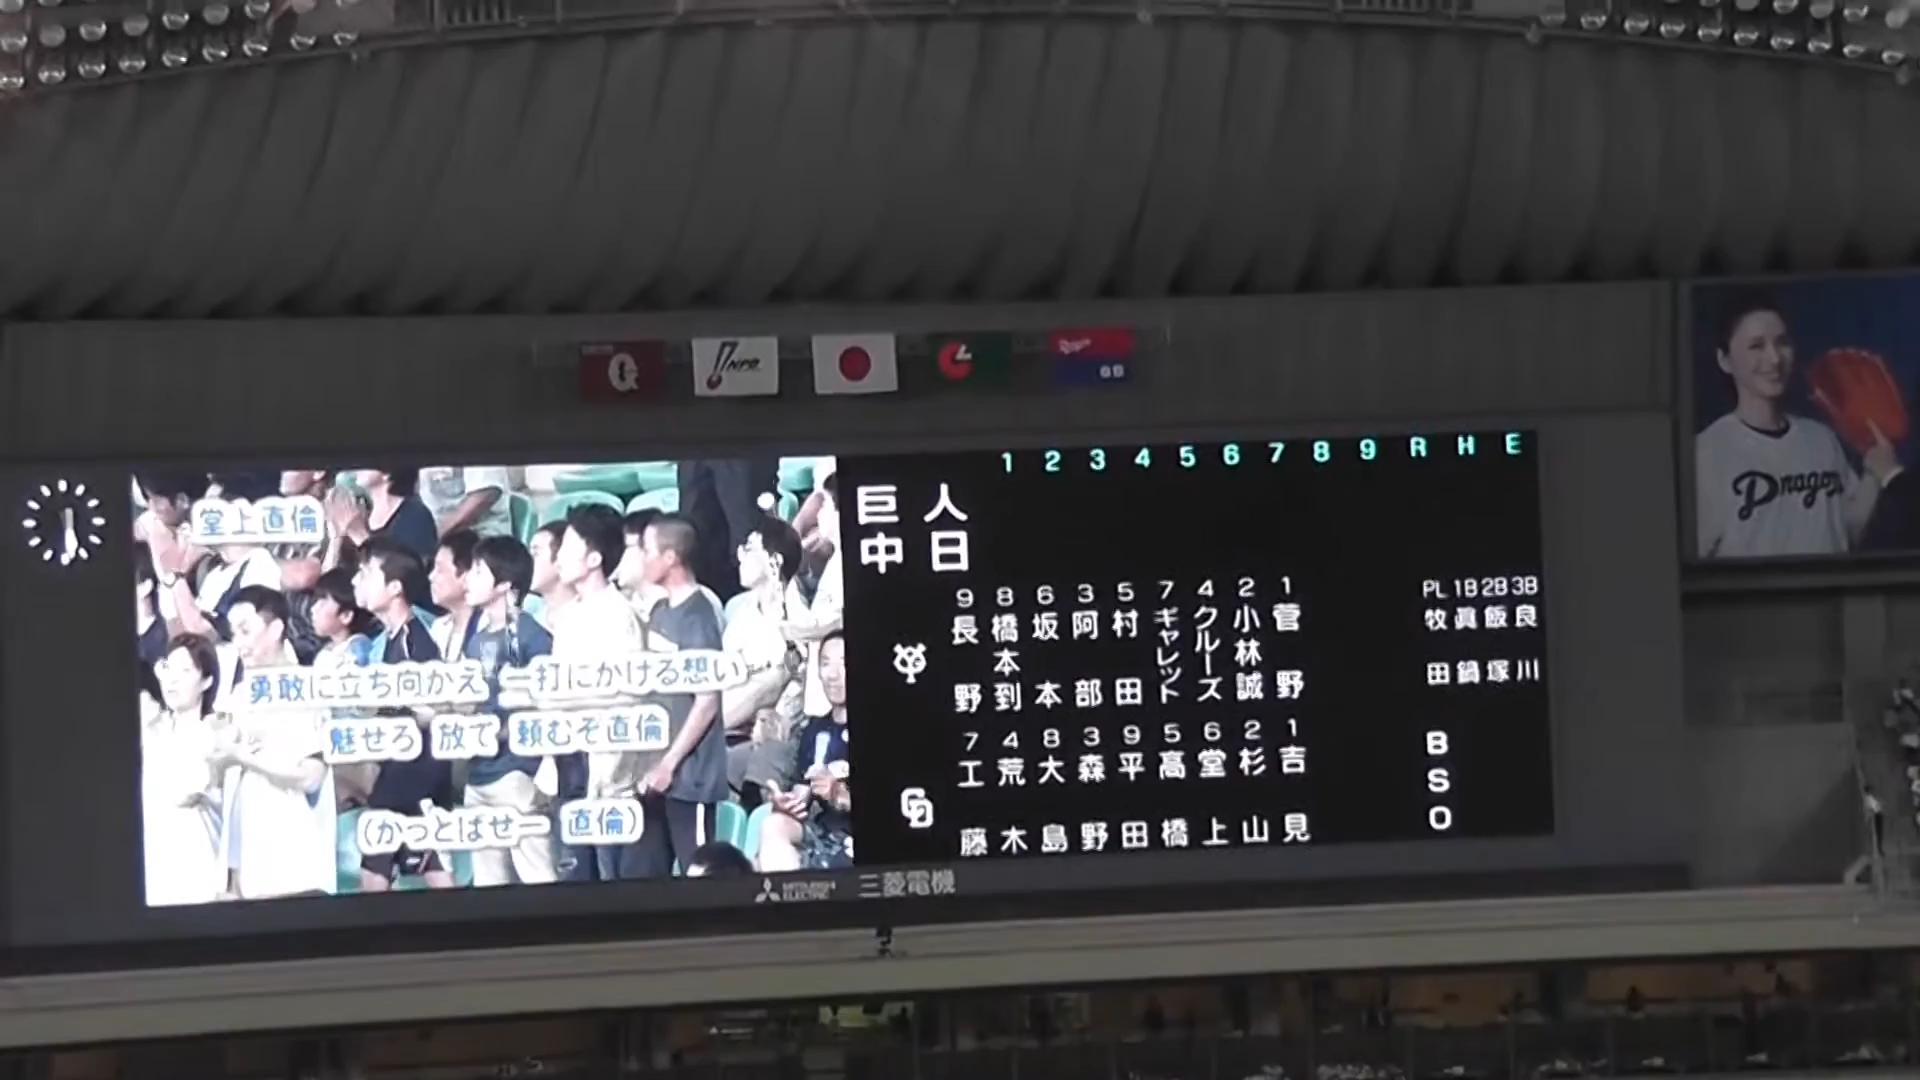 G
NPB
1 2 3 4 5 6 7 8 9 R H E
巨人
中日
堂上直倫
勇敢に立ち向かえ 一打にかける想い
魅せろ 放て 頼むぞ直倫
(かっとばせー 直倫)
9 8 6 3 5 7 4 2 1
長野 橋本到 坂本 阿部 村田 ギャレット クルーズ 小林誠 菅野
7 4 8 3 9 5 6 2 1
工藤 荒木 大島 森野 平田 高橋 堂上 杉山 吉見
PL 1B 2B 3B
牧田 眞鍋 飯塚 良川
B
S
O
MITSUBISHI ELECTRIC 三菱電機
Dragons